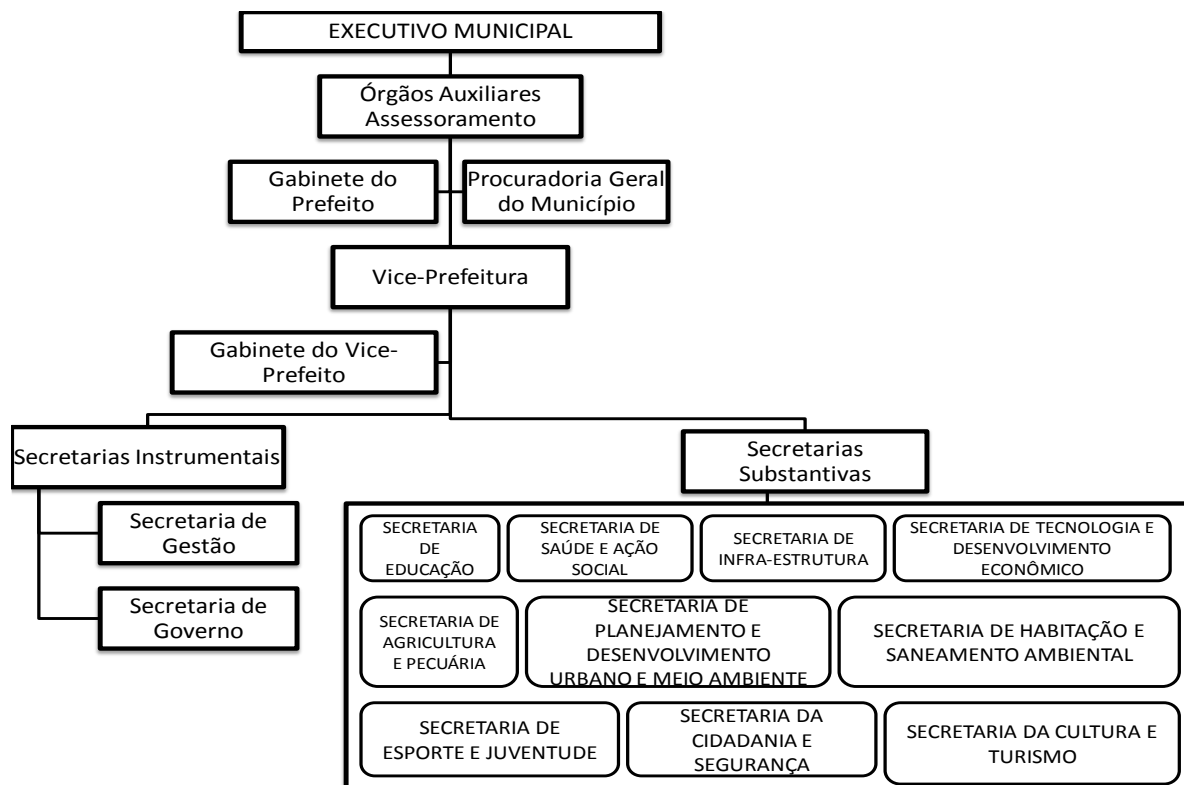 EXECUTIVO MUNICIPAL
Órgãos Auxiliares
Assessoramento
Gabinete do
Prefeito
Procuradoria Geral
do Município
Vice-Prefeitura
Gabinete do Vice-
Prefeito
Secretarias Instrumentais
Secretaria de
Gestão
Secretaria de
Governo
Secretarias
Substantivas
SECRETARIA
DE
EDUCAÇÃO
SECRETARIA DE
SAÚDE E AÇÃO
SOCIAL
SECRETARIA DE
INFRA-ESTRUTURA
SECRETARIA DE TECNOLOGIA E
DESENVOLVIMENTO
ECONÔMICO
SECRETARIA DE
AGRICULTURA
E PECUÁRIA
SECRETARIA DE
PLANEJAMENTO E
DESENVOLVIMENTO
URBANO E MEIO AMBIENTE
SECRETARIA DE HABITAÇÃO E
SANEAMENTO AMBIENTAL
SECRETARIA DE
ESPORTE E JUVENTUDE
SECRETARIA DA
CIDADANIA E
SEGURANÇA
SECRETARIA DA CULTURA E
TURISMO